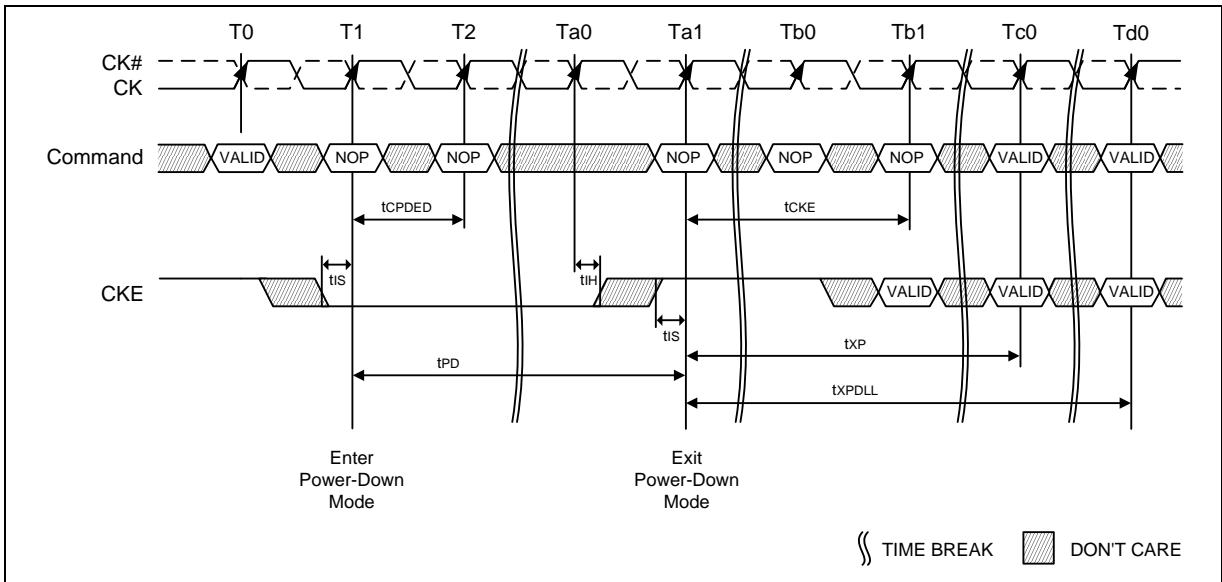 T0 T1 T2 Ta0 Ta1 Tb0 Tb1 Tc0 Td0
CK#
CK
Command VALID NOP NOP NOP NOP NOP VALID VALID
tCPDED tCKE
tIS tIH
CKE VALID VALID VALID
tIS
tXP
tPD
tXPDLL
Enter
Power-Down
Mode
Exit
Power-Down
Mode
TIME BREAK DON'T CARE